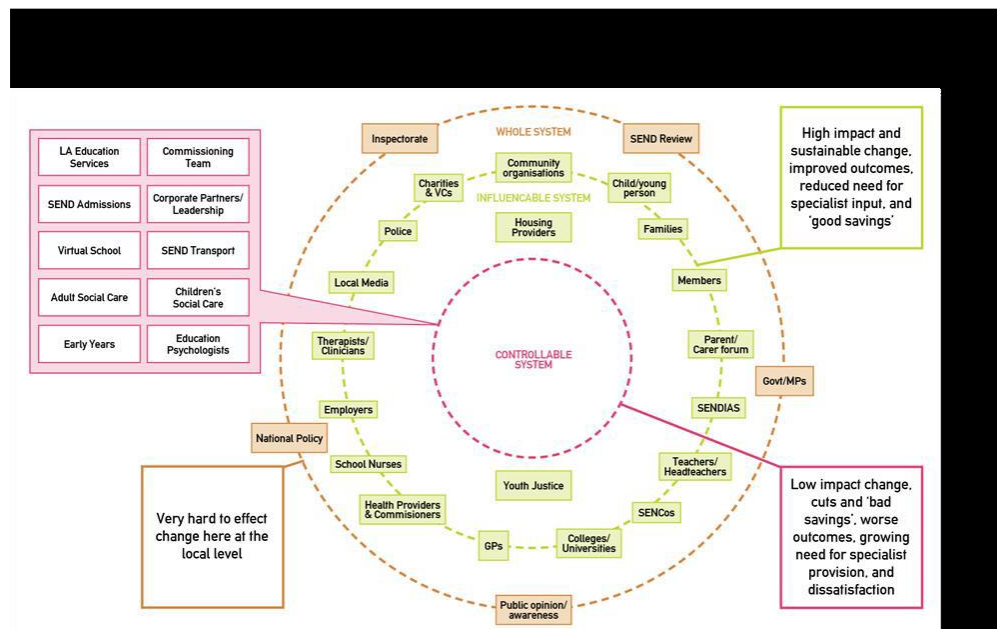 LA Education
Services
Commissioning
Team
SEND Admissions
Corporate Partners/
Leadership
Virtual School
SEND Transport
Adult Social Care
Children's
Social Care
Early Years
Education
Psychologists
Inspectorate
WHOLE SYSTEM
SEND Review
Community
organisations
Charities
& VCs
Child/young
person
INFLUENCABLE SYSTEM
Housing
Providers
Police
Families
Local Media
Members
Therapists/
Clinicians
CONTROLLABLE
SYSTEM
Parent/
Carer forum
Govt/MPs
Employers
SENDIAS
National Policy
School Nurses
Teachers/
Headteachers
Youth Justice
Health Providers
& Commisioners
SENCos
GPs
Colleges/
Universities
Public opinion/
awareness
High impact and
sustainable change,
improved outcomes,
reduced need for
specialist input, and
‘good savings’
Very hard to effect
change here at the
local level
Low impact change,
cuts and ‘bad
savings’, worse
outcomes, growing
need for specialist
provision, and
dissatisfaction